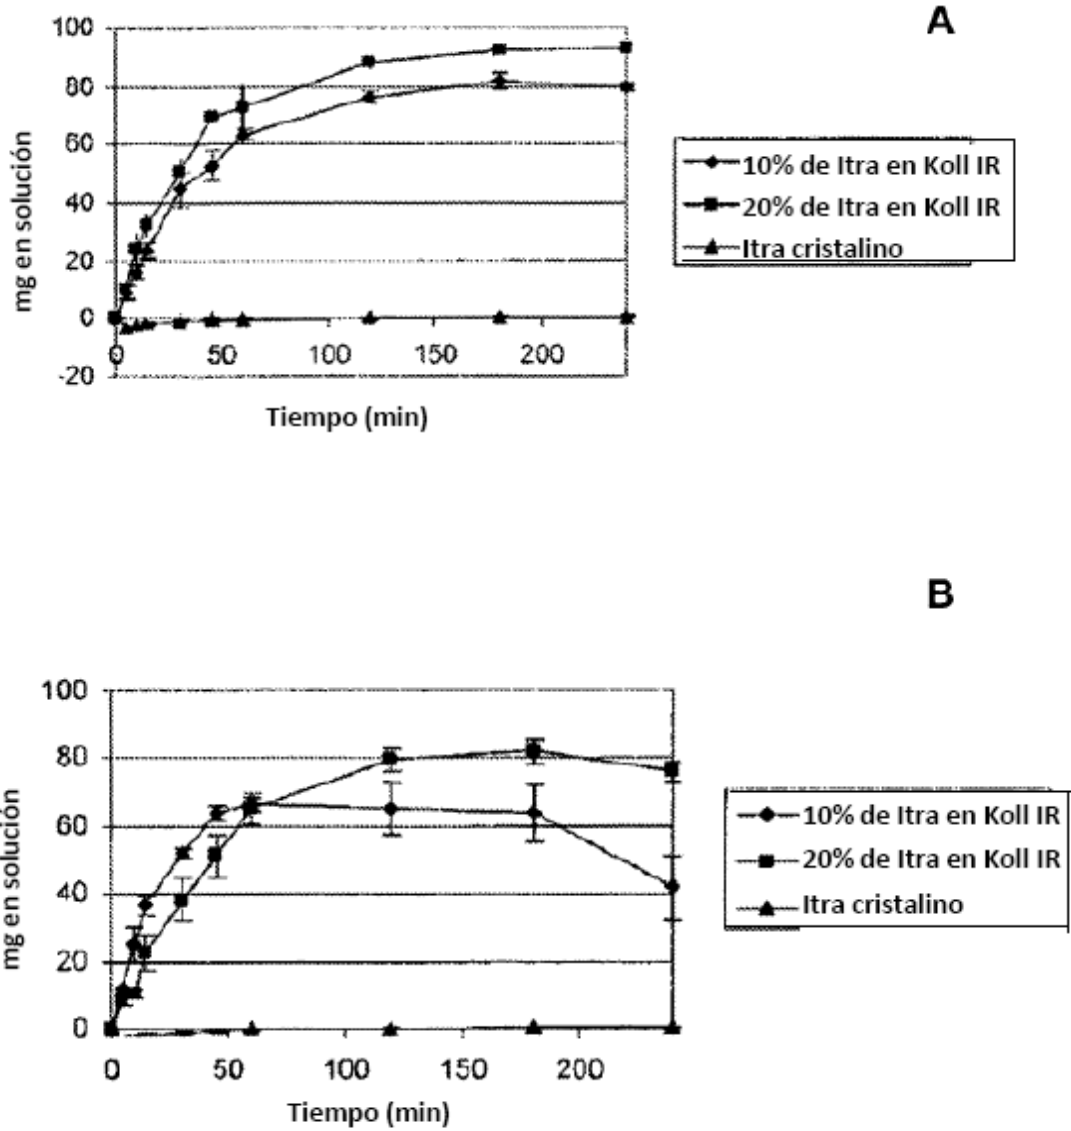 A
100
80
60
40
20
0
-20
0 50 100 150 200
mg en solución
Tiempo (min)
10% de Itra en Koll IR
20% de Itra en Koll IR
Itra cristalino
B
100
80
60
40
20
0
0 50 100 150 200
mg en solución
Tiempo (min)
10% de Itra en Koll IR
20% de Itra en Koll IR
Itra cristalino